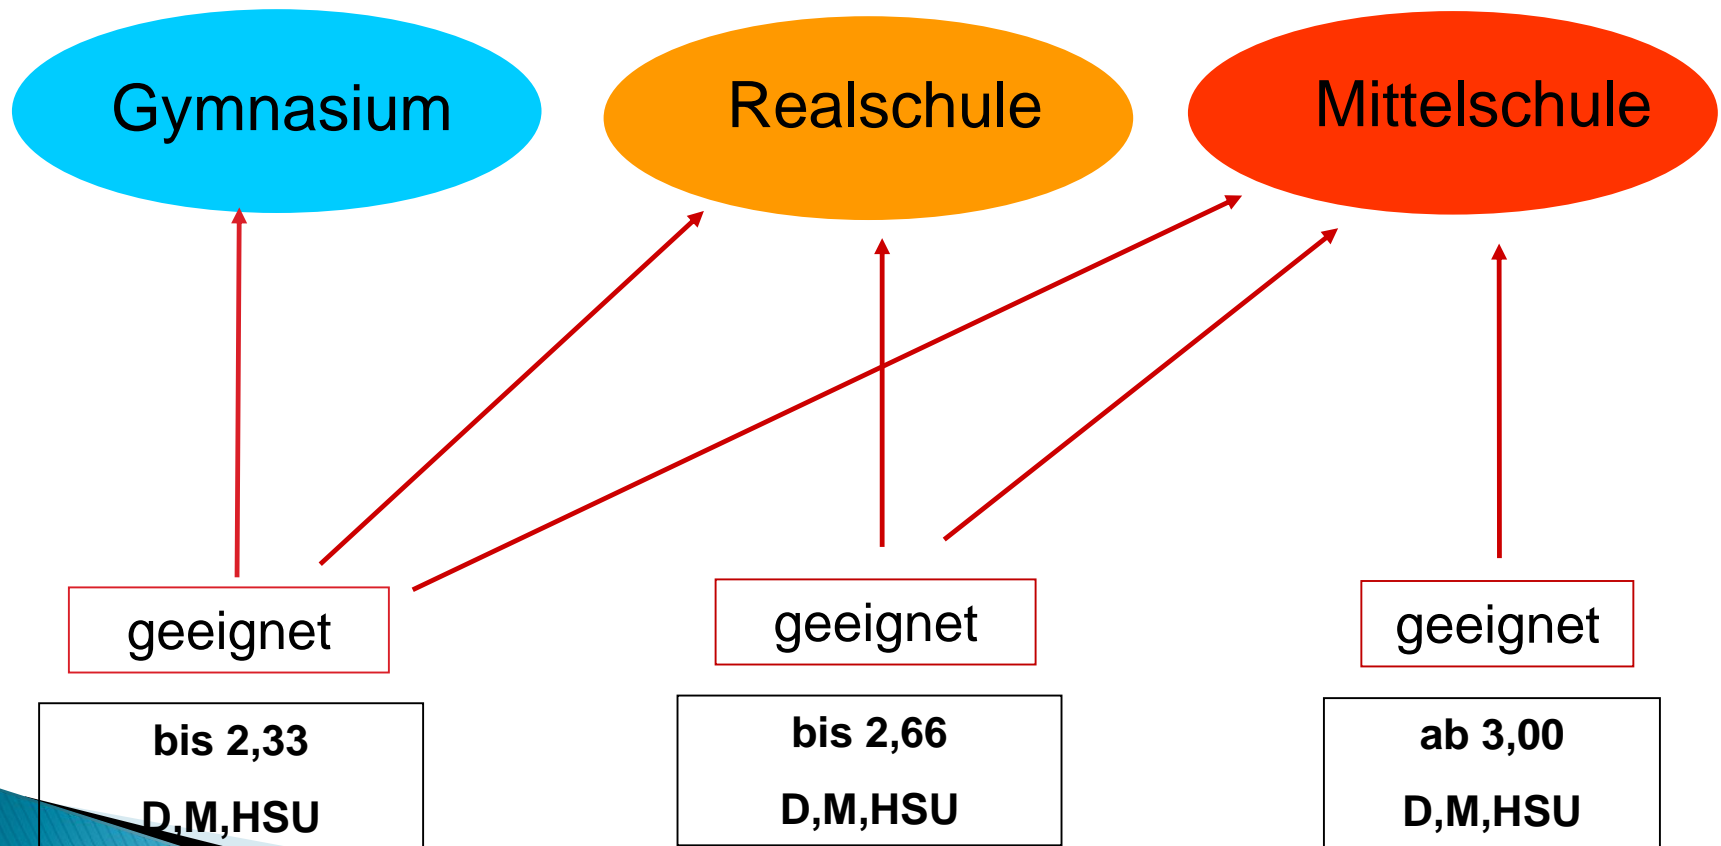 Gymnasium
Realschule
Mittelschule
geeignet
geeignet
geeignet
bis 2,33
D,M,HSU
bis 2,66
D,M,HSU
ab 3,00
D,M,HSU